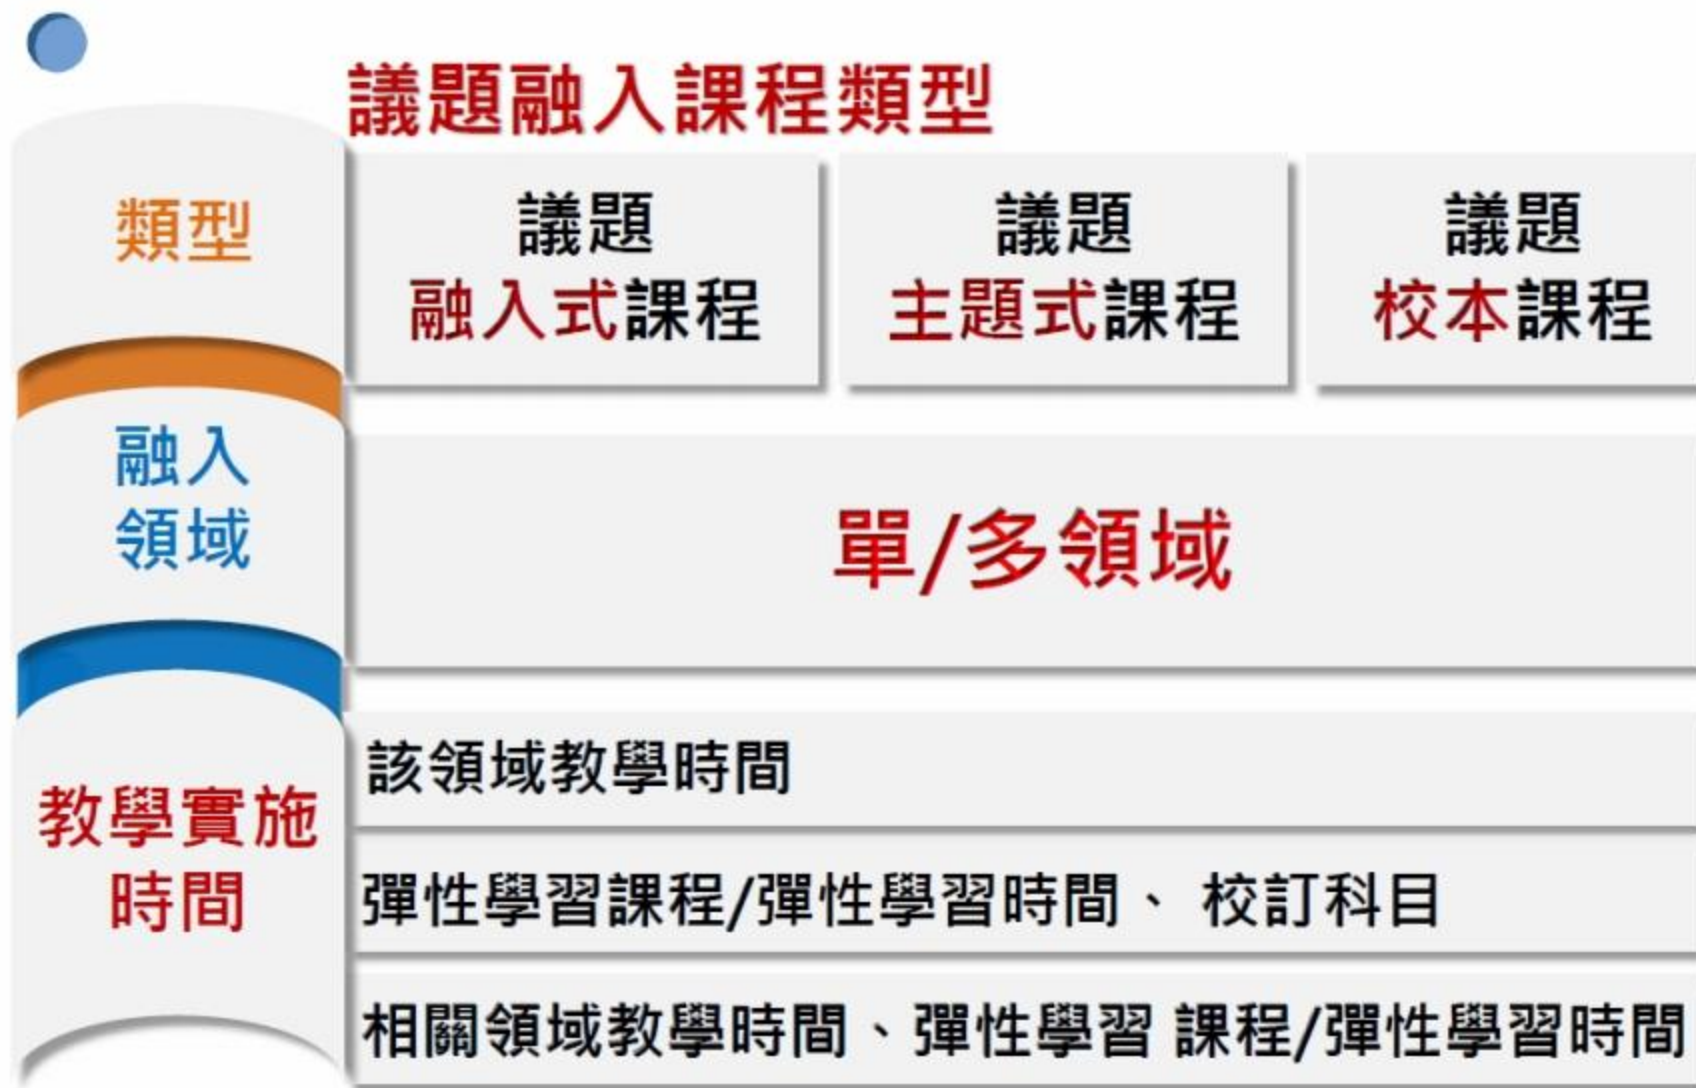 議題融入課程類型
類型
議題
融入式課程
議題
主題式課程
議題
校本課程
融入
領域
單/多領域
教學實施
時間
該領域教學時間
彈性學習課程/彈性學習時間、 校訂科目
相關領域教學時間、彈性學習 課程/彈性學習時間